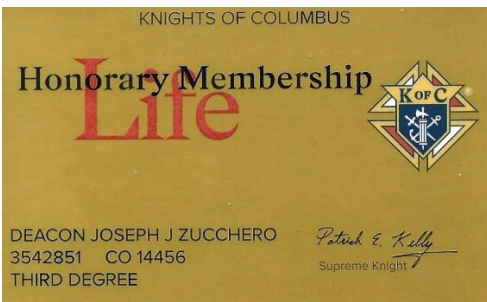 KNIGHTS OF COLUMBUS
Honorary Membership
Life
K OF C
®
DEACON JOSEPH J ZUCCHERO
3542851 CO 14456
THIRD DEGREE
Patrick E. Kelly
Supreme Knight